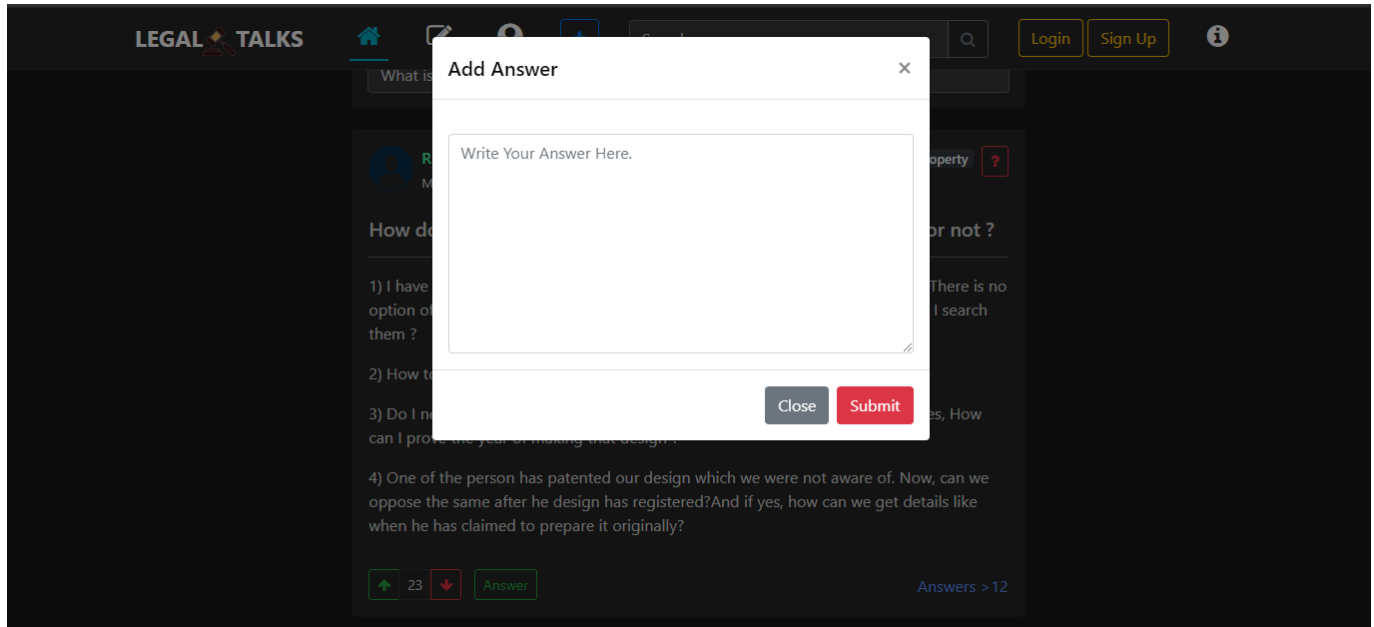 LEGAL TALKS
Login
Sign Up
What is
Add Answer
×
Write Your Answer Here.
R
M
operty
?
How do
or not ?
1) I have
There is no
option of
I search
them ?
2) How to
3) Do I ne
es, How
can I prove the year of making that design ?
4) One of the person has patented our design which we were not aware of. Now, can we
oppose the same after he design has registered?And if yes, how can we get details like
when he has claimed to prepare it originally?
Close
Submit
23
Answer
Answers >12